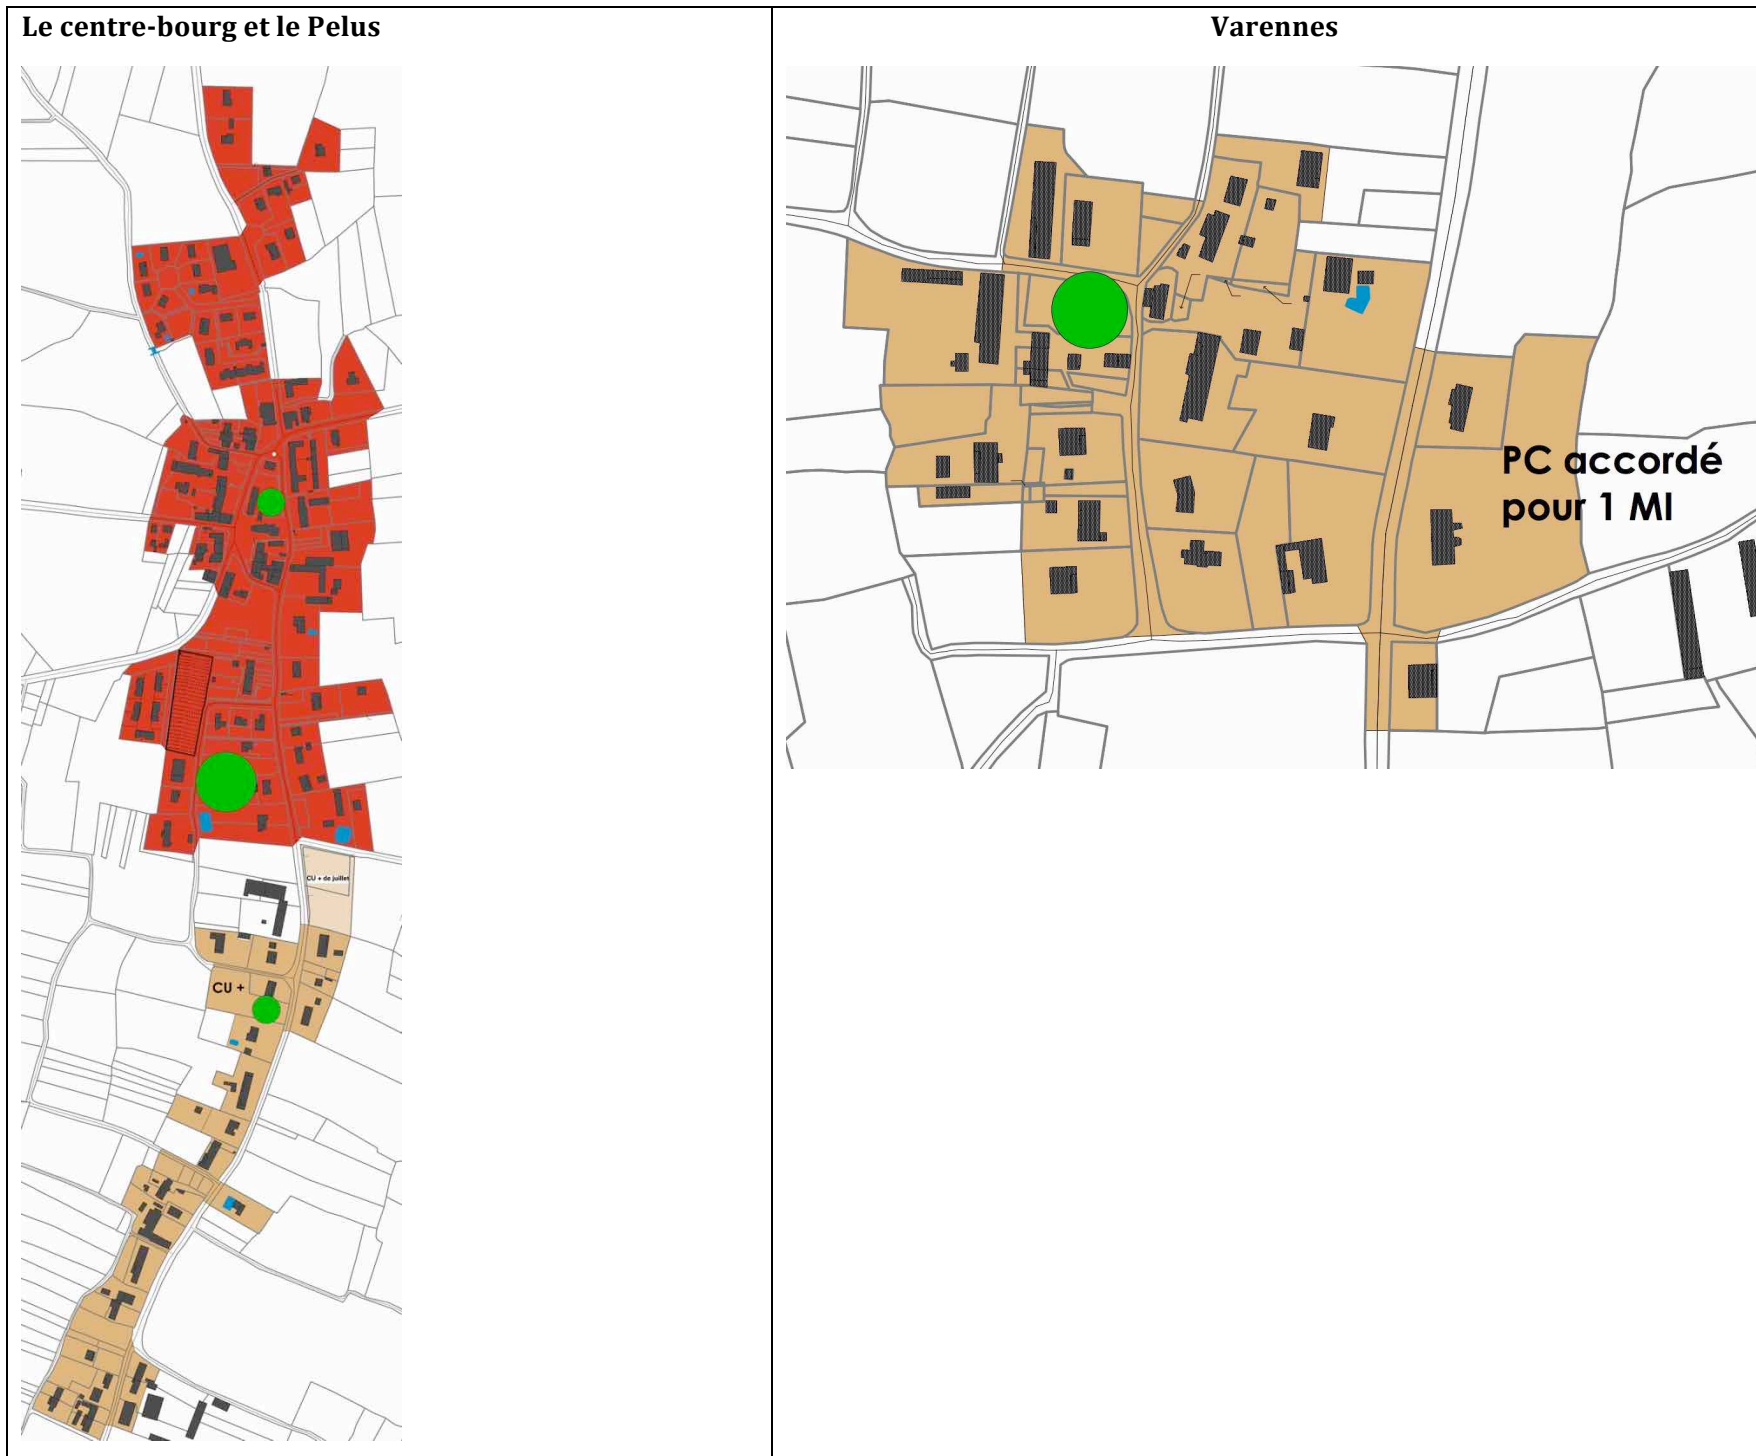 Le centre-bourg et le Pelus
CU + de juillet
CU +
Varennes
PC accordé
pour 1 MI